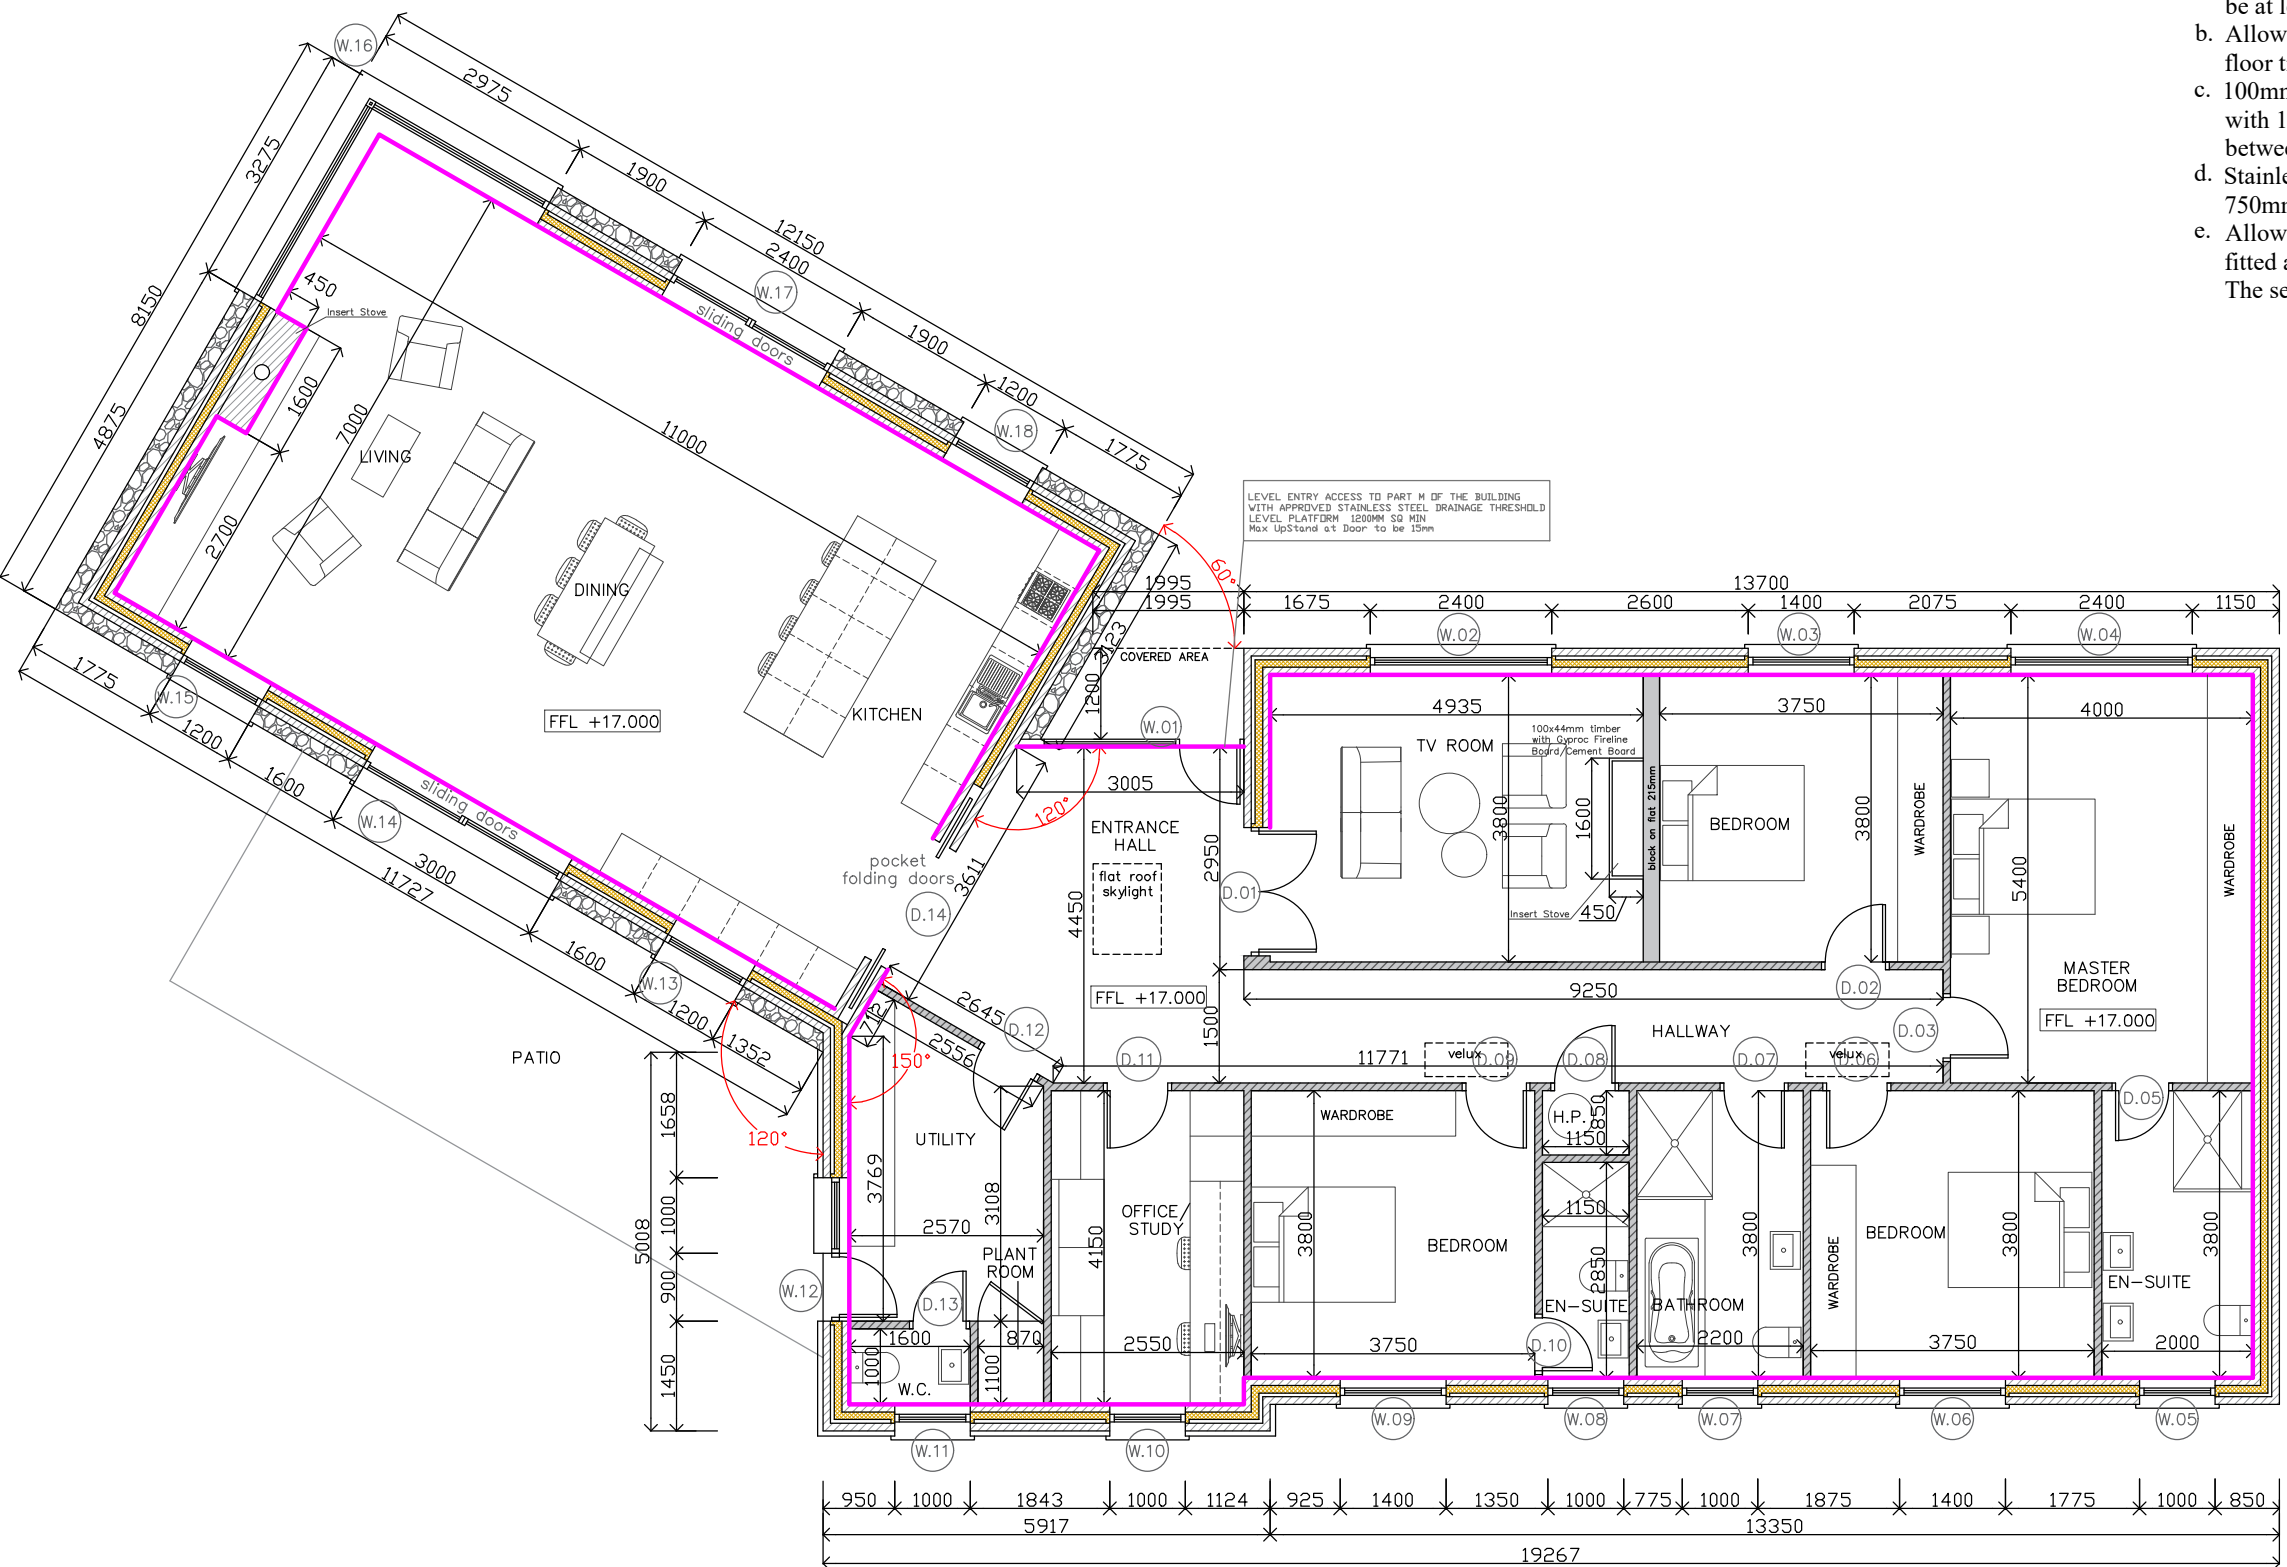 be at l
b. Allow
floor t
c. 100mm
with 1
betwee
d. Stainle
750mm
e. Allow
fitted a
The se
W.16
2975
3275
1900
12150
2400
W.17
sliding doors
450
Insert Stove
8150
1900
1200
W.18
1775
4875
1600
7000
11000
LIVING
2700
DINING
KITCHEN
FFL +17.000
LEVEL ENTRY ACCESS TO PART M OF THE BUILDING
WITH APPROVED STAINLESS STEEL DRAINAGE THRESHOLD
LEVEL PLATFORM 1200MM SQ MIN
Max UpStand at Door to be 15mm
60°
1995
13700
1995
1675
2400
2600
1400
2075
2400
1150
W.02
W.03
W.04
3123
COVERED AREA
1200
W.01
3005
120°
4935
3750
4000
TV ROOM
100x44mm timber
with Gyproc Fireline
Board/Cement Board
block on flat 215mm
1600
3800
BEDROOM
3800
WARDROBE
5400
WARDROBE
ENTRANCE
HALL
2950
flat roof
skylight
D.01
Insert Stove
450
4450
1775
W.15
1200
1600
W.14
sliding doors
3000
11727
1600
W.13
1200
1352
pocket
folding doors
D.14
3611
MASTER
BEDROOM
FFL +17.000
FFL +17.000
9250
D.02
D.03
HALLWAY
1500
2645
D.12
2556
712
150°
120°
D.11
11771
velux
D.09
D.08
D.07
velux
D.06
D.05
PATIO
1658
1000
900
1450
5008
W.12
UTILITY
3769
3108
2570
PLANT
ROOM
D.13
1600
870
1000
1100
W.C.
OFFICE/
STUDY
4150
2550
WARDROBE
3800
BEDROOM
3750
H.P.
850
1150
1150
2850
EN-SUITE
D.10
BATHROOM
3800
2200
WARDROBE
BEDROOM
3800
3750
EN-SUITE
3800
2000
W.11
W.10
W.09
W.08
W.07
W.06
W.05
950
1000
1843
1000
1124
925
1400
1350
1000
775
1000
1875
1400
1775
1000
850
5917
13350
19267